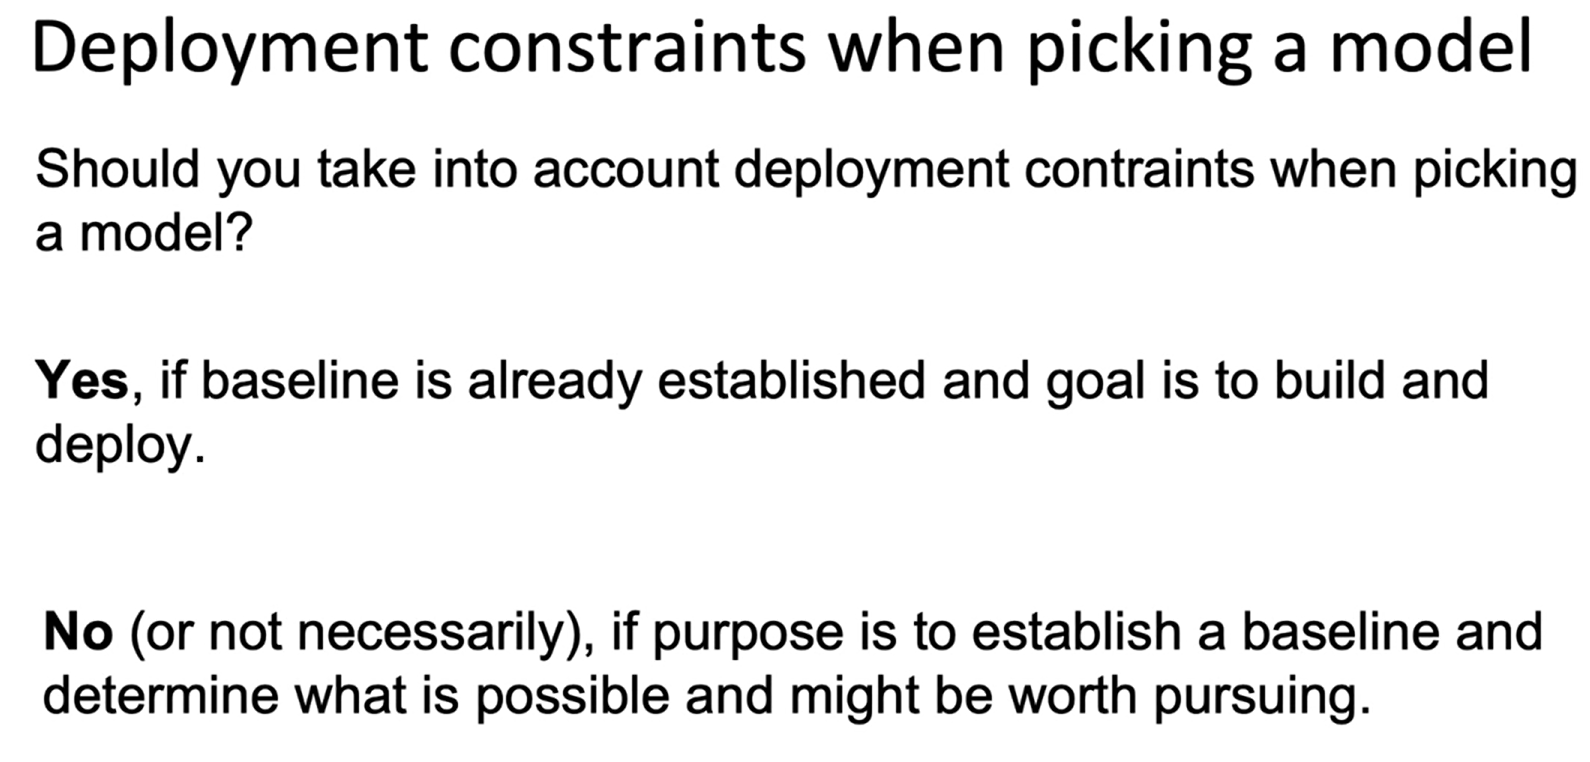 Deployment constraints when picking a model
Should you take into account deployment contraints when picking
a model?
Yes, if baseline is already established and goal is to build and
deploy.
No (or not necessarily), if purpose is to establish a baseline and
determine what is possible and might be worth pursuing.